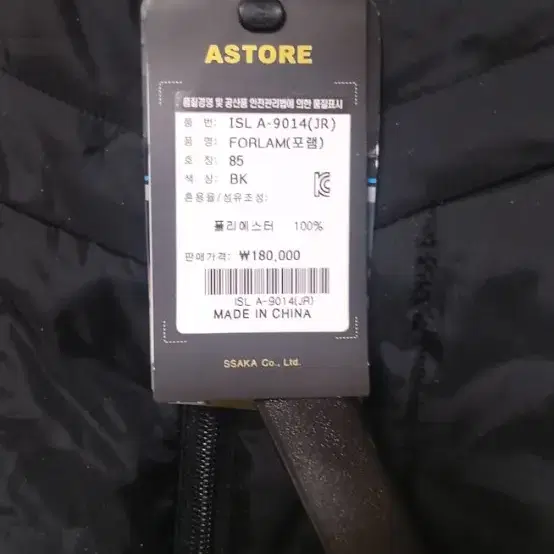 ASTORE
품질경영 및 공산품 안전관리법에 의한 품질표시
품 번: ISL A-9014(JR)
품 명: FORLAM(포램)
호 칭: 85
색 상: BK
혼용율/섬유조성:
폴리에스터 100%
판매가격: ₩180,000
ISL A-9014(JR)
MADE IN CHINA
SSAKA Co., Ltd.